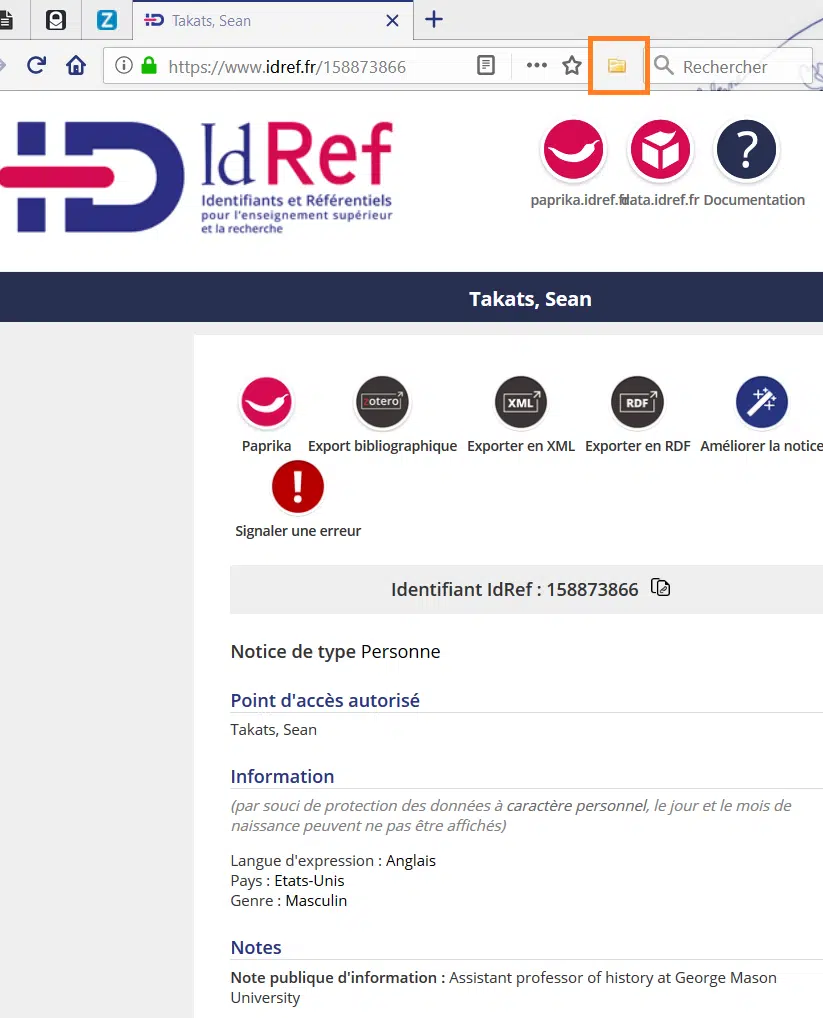 Z
Takats, Sean
https://www.idref.fr/158873866
Rechercher
ID
IdRef
Identifiants et Référentiels
pour l'enseignement supérieur
et la recherche
?
paprika.idref.fr
data.idref.fr
Documentation
Takats, Sean
zotero
XML
RDF
Paprika
Export bibliographique
Exporter en XML
Exporter en RDF
Améliorer la notice
!
Signaler une erreur
Identifiant IdRef : 158873866
Notice de type Personne
Point d'accès autorisé
Takats, Sean
Information
(par souci de protection des données à caractère personnel, le jour et le mois de
naissance peuvent ne pas être affichés)
Langue d'expression : Anglais
Pays : Etats-Unis
Genre : Masculin
Notes
Note publique d'information : Assistant professor of history at George Mason
University